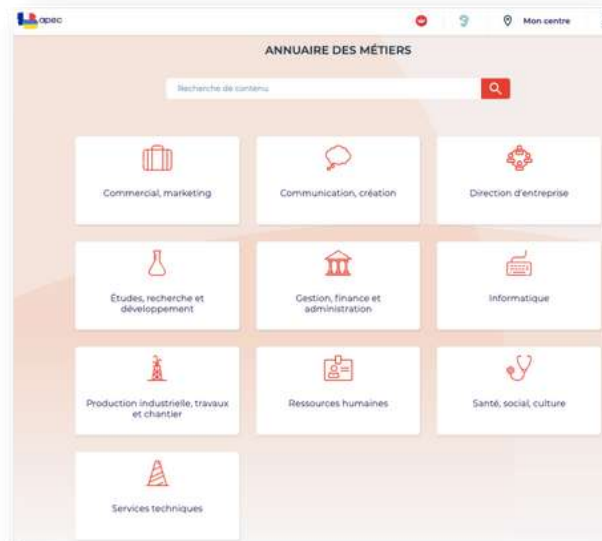 apec
Mon centre
ANNUAIRE DES MÉTIERS
Recherche de contenu
Commercial, marketing
Communication, création
Direction d'entreprise
Études, recherche et
développement
Gestion, finance et
administration
Informatique
Production industrielle, travaux
et chantier
Ressources humaines
Santé, social, culture
Services techniques